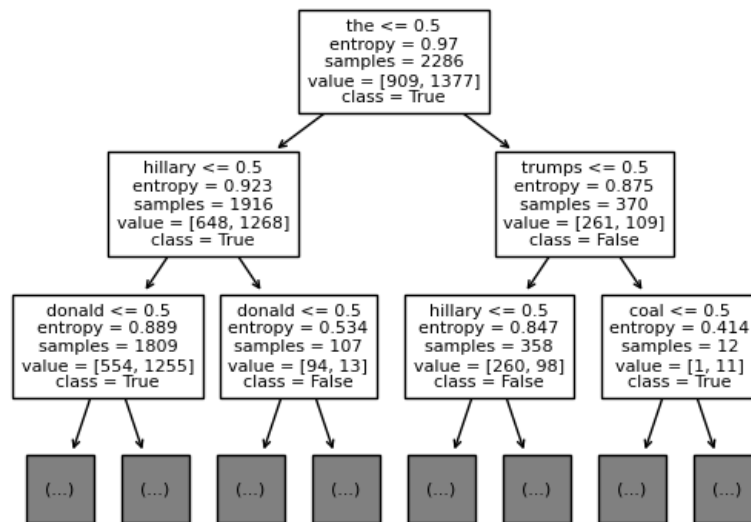 the <= 0.5
entropy = 0.97
samples = 2286
value = [909, 1377]
class = True
hillary <= 0.5
entropy = 0.923
samples = 1916
value = [648, 1268]
class = True
trumps <= 0.5
entropy = 0.875
samples = 370
value = [261, 109]
class = False
donald <= 0.5
entropy = 0.889
samples = 1809
value = [554, 1255]
class = True
donald <= 0.5
entropy = 0.534
samples = 107
value = [94, 13]
class = False
hillary <= 0.5
entropy = 0.847
samples = 358
value = [260, 98]
class = False
coal <= 0.5
entropy = 0.414
samples = 12
value = [1, 11]
class = True
(...)
(...)
(...)
(...)
(...)
(...)
(...)
(...)